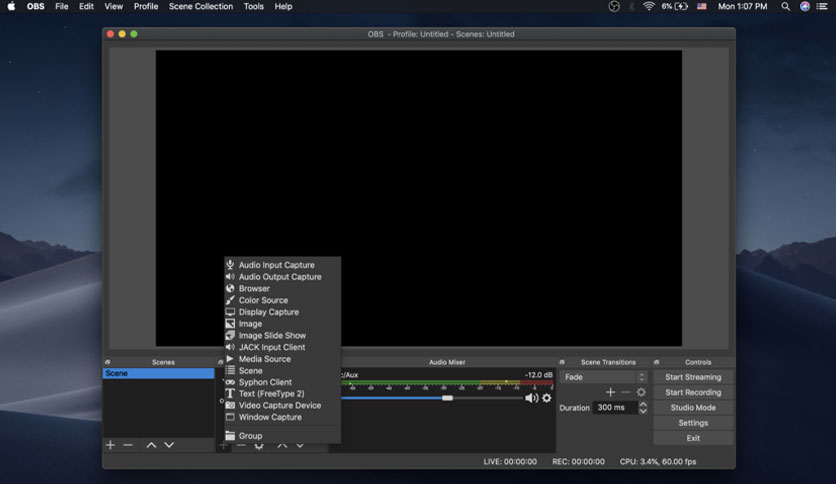 OBS File Edit View Profile Scene Collection Tools Help 6% Mon 1:07 PM
OBS - Profile: Untitled - Scenes: Untitled
Audio Input Capture
Audio Output Capture
Browser
Color Source
Display Capture
Image
Image Slide Show
JACK Input Client
Media Source
Scene
Syphon Client
Text (FreeType 2)
Video Capture Device
Window Capture
Group
Scenes
Scene
Audio Mixer
/Aux -12.0 dB
Scene Transitions
Fade
Duration 300 ms
Controls
Start Streaming
Start Recording
Studio Mode
Settings
Exit
LIVE: 00:00:00 REC: 00:00:00 CPU: 3.4%, 60.00 fps